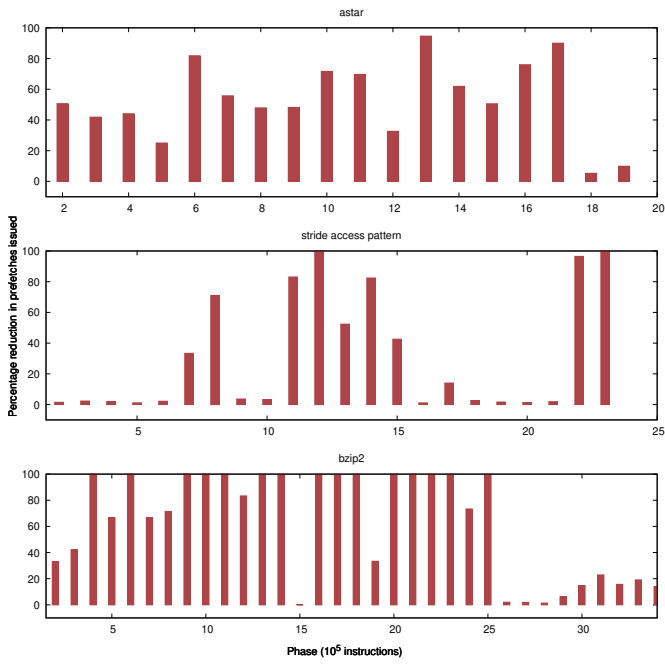 astar
100
80
60
40
20
0
2 4 6 8 10 12 14 16 18 20
stride access pattern
100
80
60
40
20
0
5 10 15 20 25
Percentage reduction in prefetches issued
bzip2
100
80
60
40
20
0
5 10 15 20 25 30
Phase (10^5 instructions)